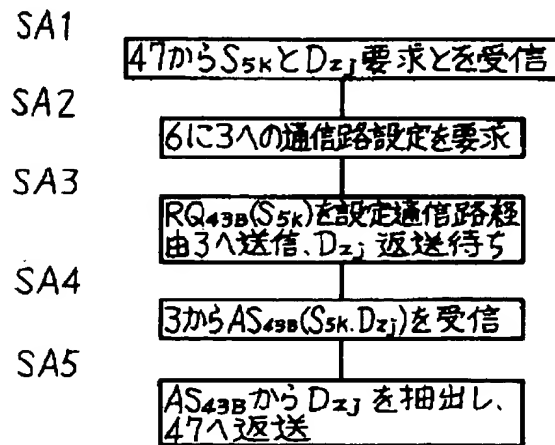 SA1
47からS5KとDzj要求とを受信
SA2
6に3への通信路設定を要求
SA3
RQ43B(S5K)を設定通信路経
由3へ送信、Dzj返送待ち
SA4
3からAS43B(S5K.Dzj)を受信
SA5
AS43BからDzjを抽出し、
47へ返送